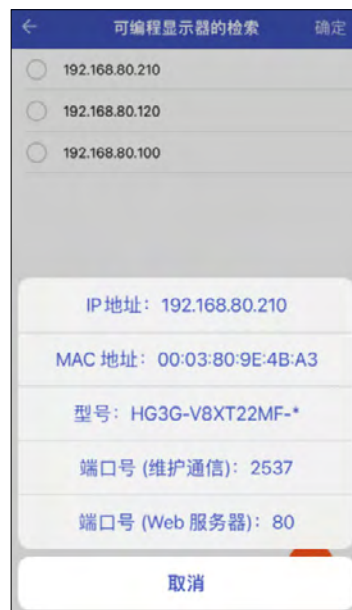 可编程显示器的检索 确定
192.168.80.210
192.168.80.120
192.168.80.100
IP地址：192.168.80.210
MAC 地址：00:03:80:9E:4B:A3
型号：HG3G-V8XT22MF-*
端口号 (维护通信)：2537
端口号 (Web 服务器)：80
取消